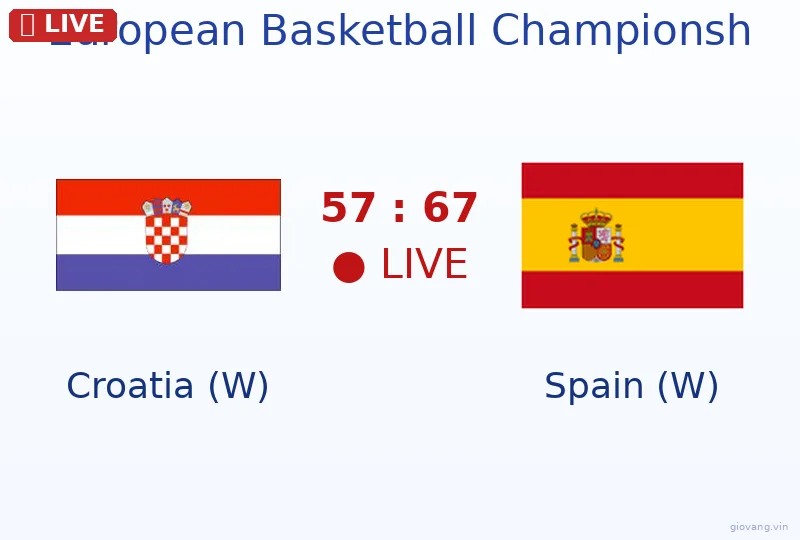 LIVE
European Basketball Championsh
57 : 67
● LIVE
Croatia (W)
Spain (W)
giovang.vin